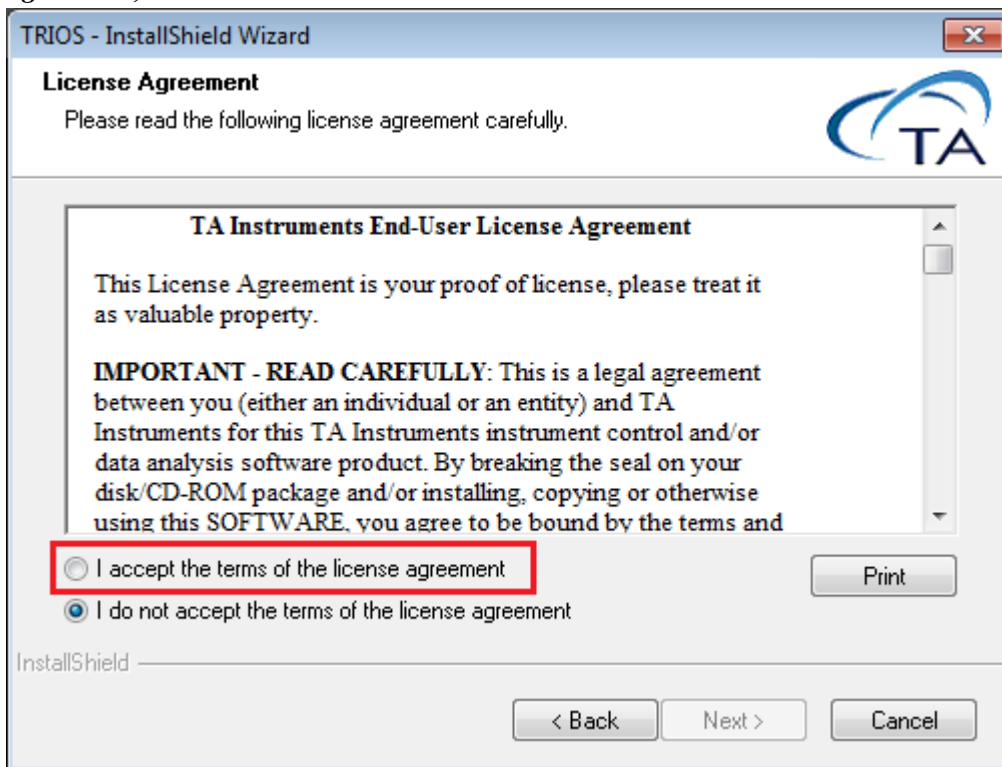 TRIOS - InstallShield Wizard
License Agreement
Please read the following license agreement carefully.
TA
TA Instruments End-User License Agreement
This License Agreement is your proof of license, please treat it
as valuable property.
IMPORTANT - READ CAREFULLY: This is a legal agreement
between you (either an individual or an entity) and TA
Instruments for this TA Instruments instrument control and/or
data analysis software product. By breaking the seal on your
disk/CD-ROM package and/or installing, copying or otherwise
using this SOFTWARE, you agree to be bound by the terms and
I accept the terms of the license agreement
Print
I do not accept the terms of the license agreement
InstallShield
< Back Next > Cancel